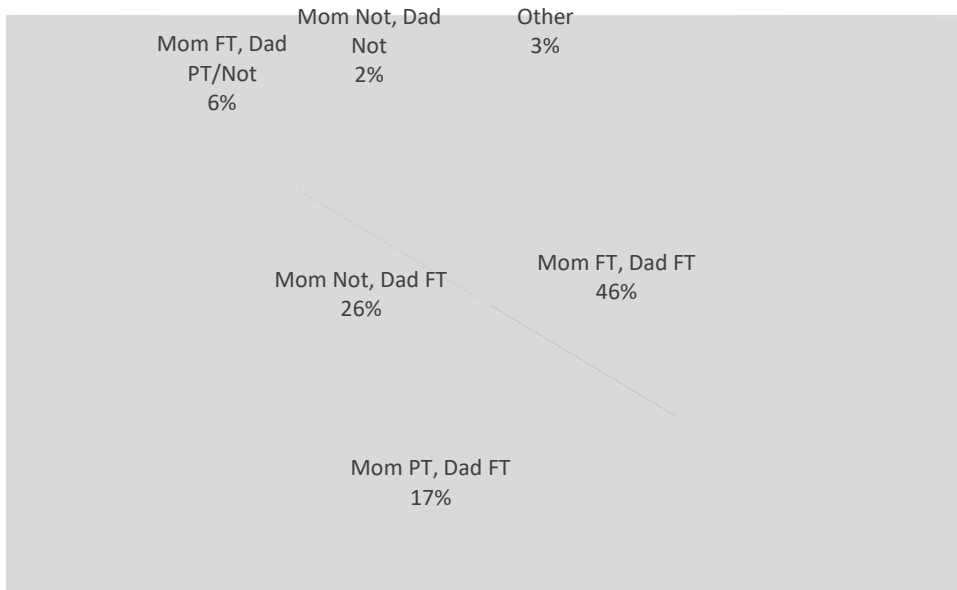 Mom FT, Dad
PT/Not
6%
Mom Not, Dad
Not
2%
Other
3%
Mom Not, Dad FT
26%
Mom FT, Dad FT
46%
Mom PT, Dad FT
17%